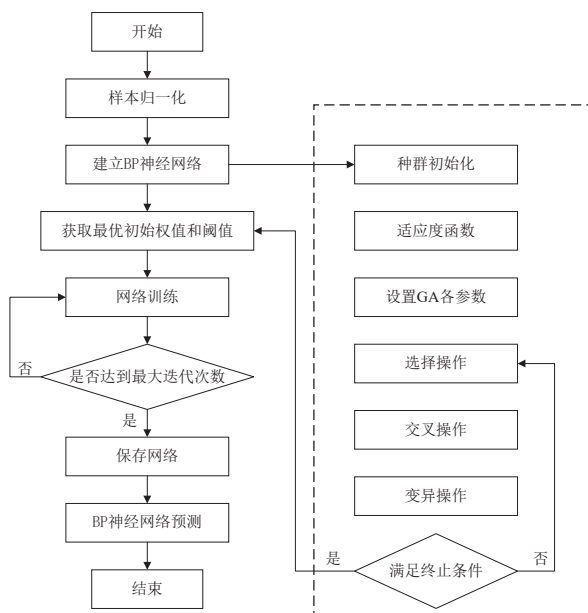 开始
样本归一化
建立BP神经网络
获取最优初始权值和阈值
网络训练
否
是否达到最大迭代次数
是
保存网络
BP神经网络预测
结束
种群初始化
适应度函数
设置GA各参数
选择操作
交叉操作
变异操作
是
满足终止条件
否